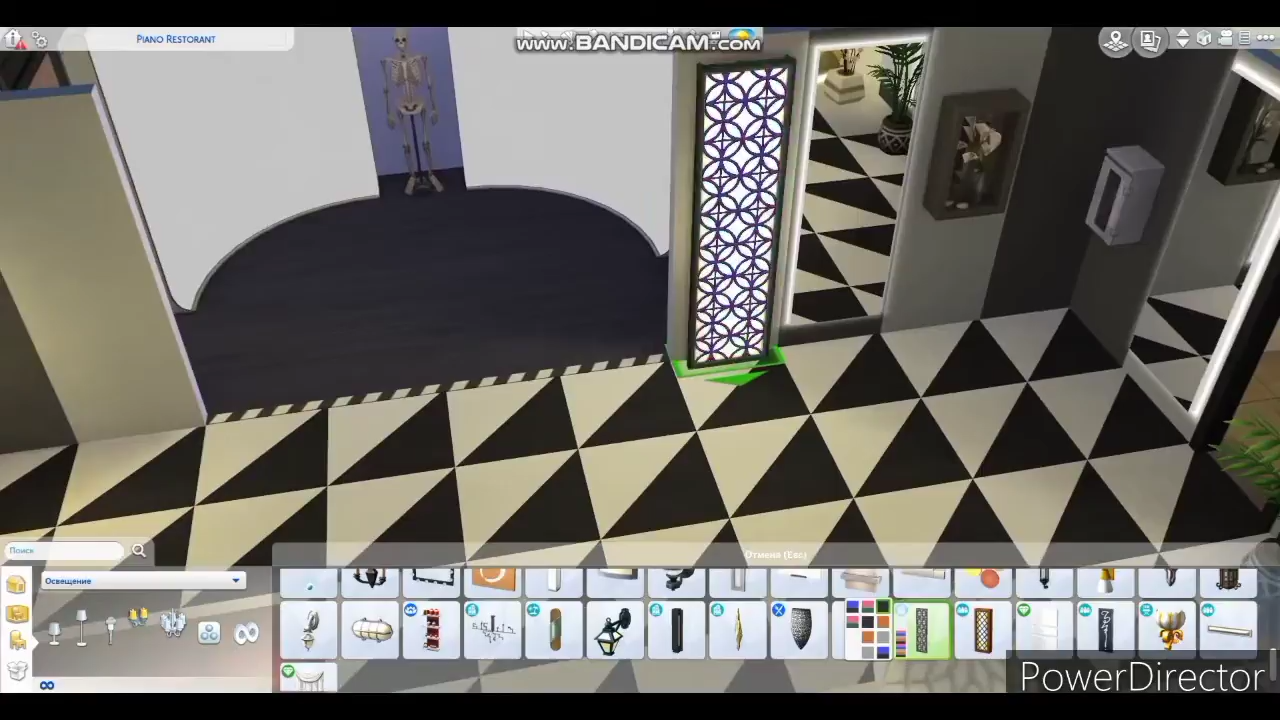 PIANO RESTORANT
www.BANDICAM.com
Поиск
Отмена (Esc)
Освещение
PowerDirector